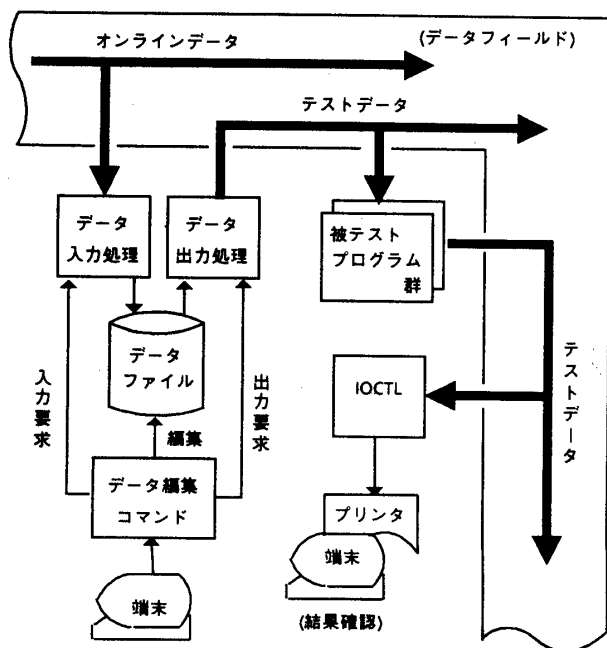 オンラインデータ
(データフィールド)
テストデータ
データ
入力処理
データ
出力処理
被テスト
プログラム
群
データ
ファイル
入力要求
出力要求
編集
IOCTL
テストデータ
データ編集
コマンド
プリンタ
端末
端末
(結果確認)